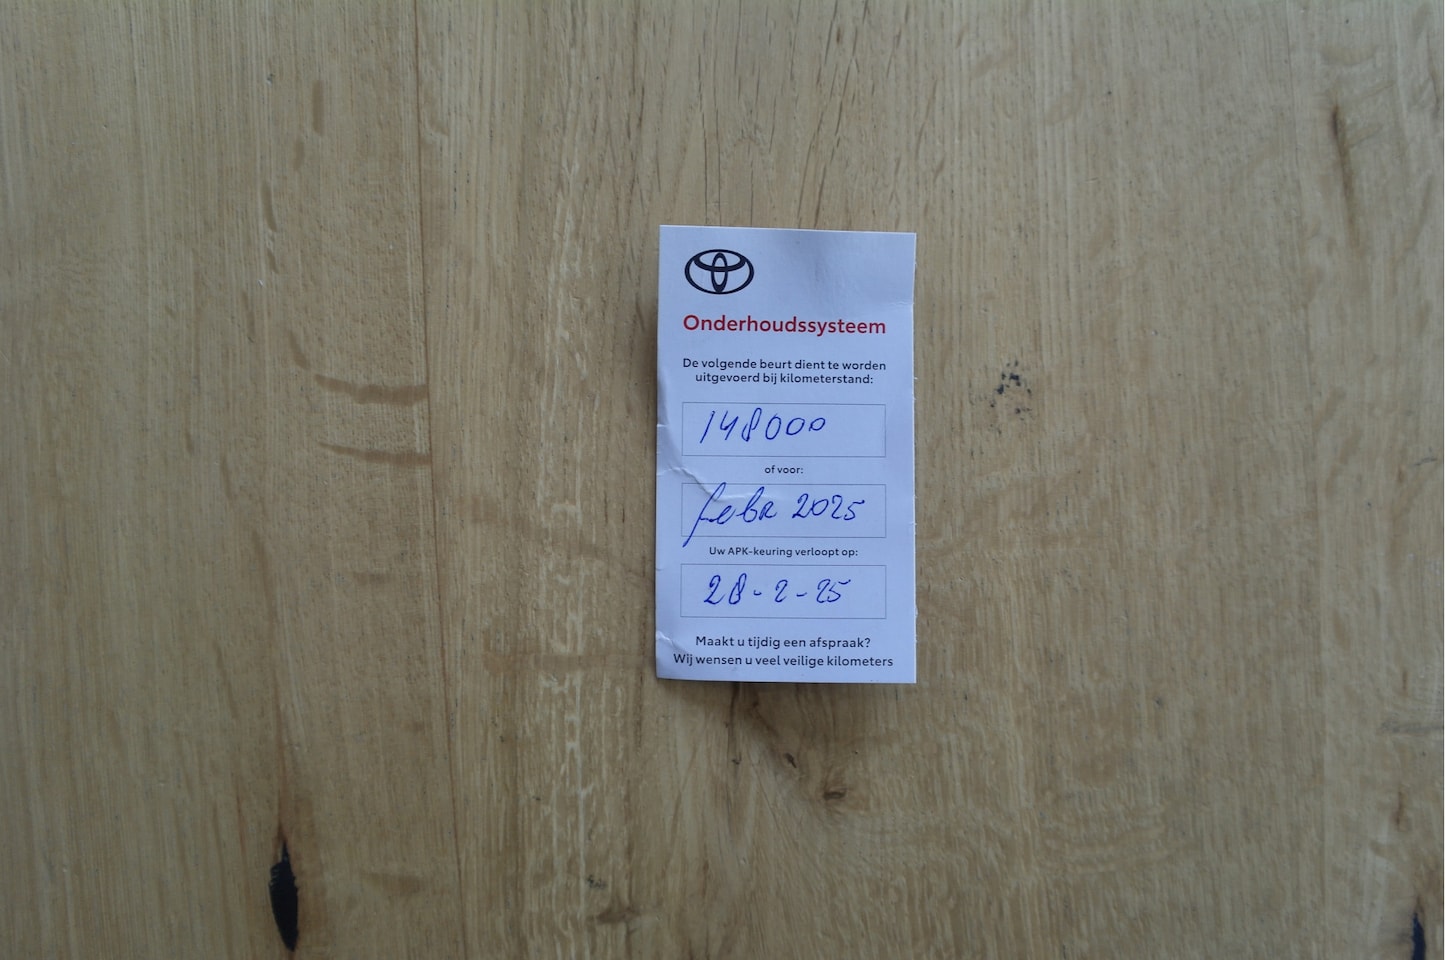 Onderhoudssysteem
De volgende beurt dient te worden
uitgevoerd bij kilometerstand:
148000
of voor:
febr 2025
Uw APK-keuring verloopt op:
28-2-25
Maakt u tijdig een afspraak?
Wij wensen u veel veilige kilometers